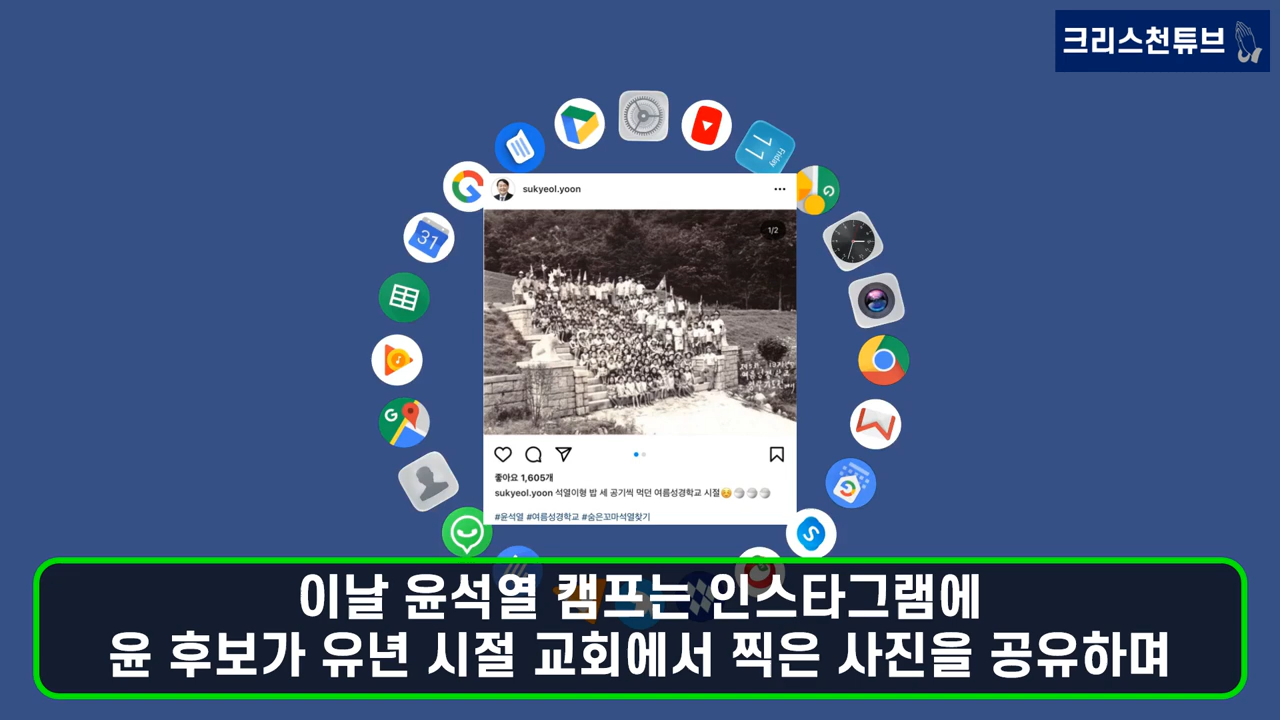 크리스천튜브
Friday
11
31
sukyeol.yoon
1/2
좋아요 1,605개
sukyeol.yoon 석열이형 밥 세 공기씩 먹던 여름성경학교 시절😚🍚🍚🍚
#윤석열 #여름성경학교 #숨은꼬마석열찾기
이날 윤석열 캠프는 인스타그램에
윤 후보가 유년 시절 교회에서 찍은 사진을 공유하며